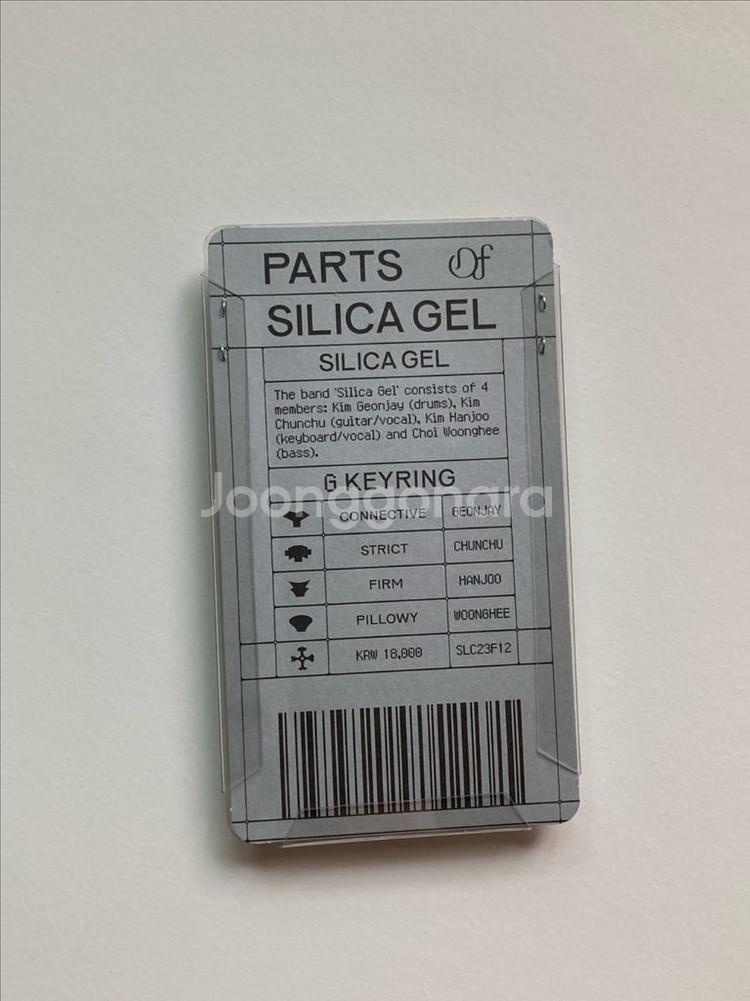 PARTS Of
SILICA GEL
SILICA GEL
The band 'Silica Gel' consists of 4
members: Kim Geonjay (drums), Kim
Chunchu (guitar/vocal), Kim Hanjoo
(keyboard/vocal) and Choi Woonghee
(bass).
G KEYRING
Joonggonara
CONNECTIVE GEONJAY
STRICT CHUNCHU
FIRM HANJOO
PILLOWY WOONGHEE
KRW 18,000 SLC23F12